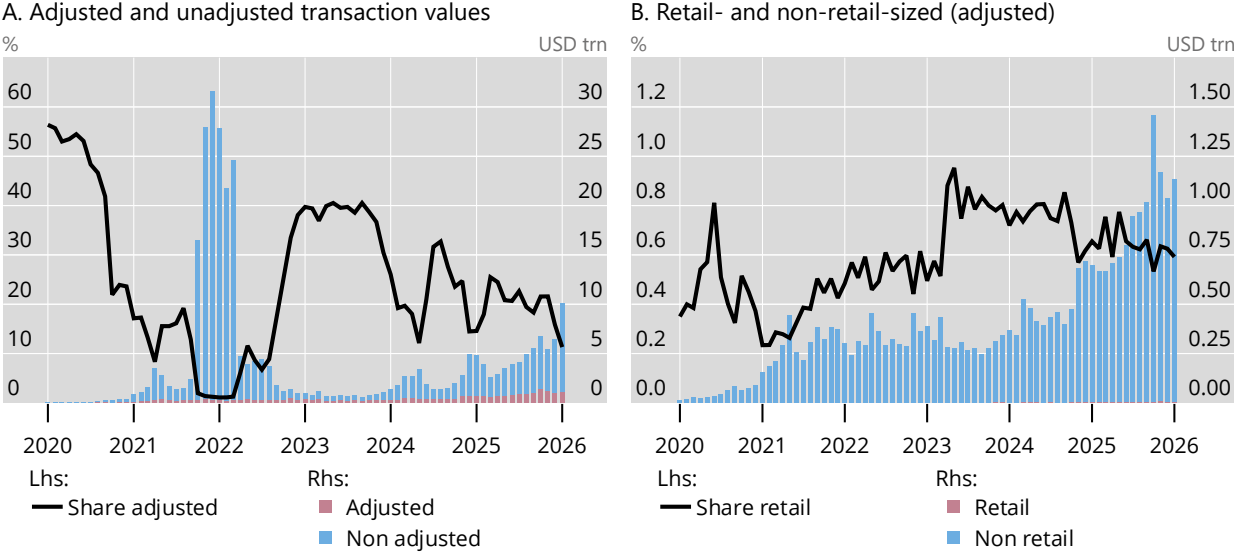 A. Adjusted and unadjusted transaction values
% USD trn
60 30
50 25
40 20
30 15
20 10
10 5
0 0
2020 2021 2022 2023 2024 2025 2026
Lhs: Rhs:
Share adjusted Adjusted
Non adjusted
B. Retail- and non-retail-sized (adjusted)
% USD trn
1.2 1.50
1.0 1.25
0.8 1.00
0.6 0.75
0.4 0.50
0.2 0.25
0.0 0.00
2020 2021 2022 2023 2024 2025 2026
Lhs: Rhs:
Share retail Retail
Non retail